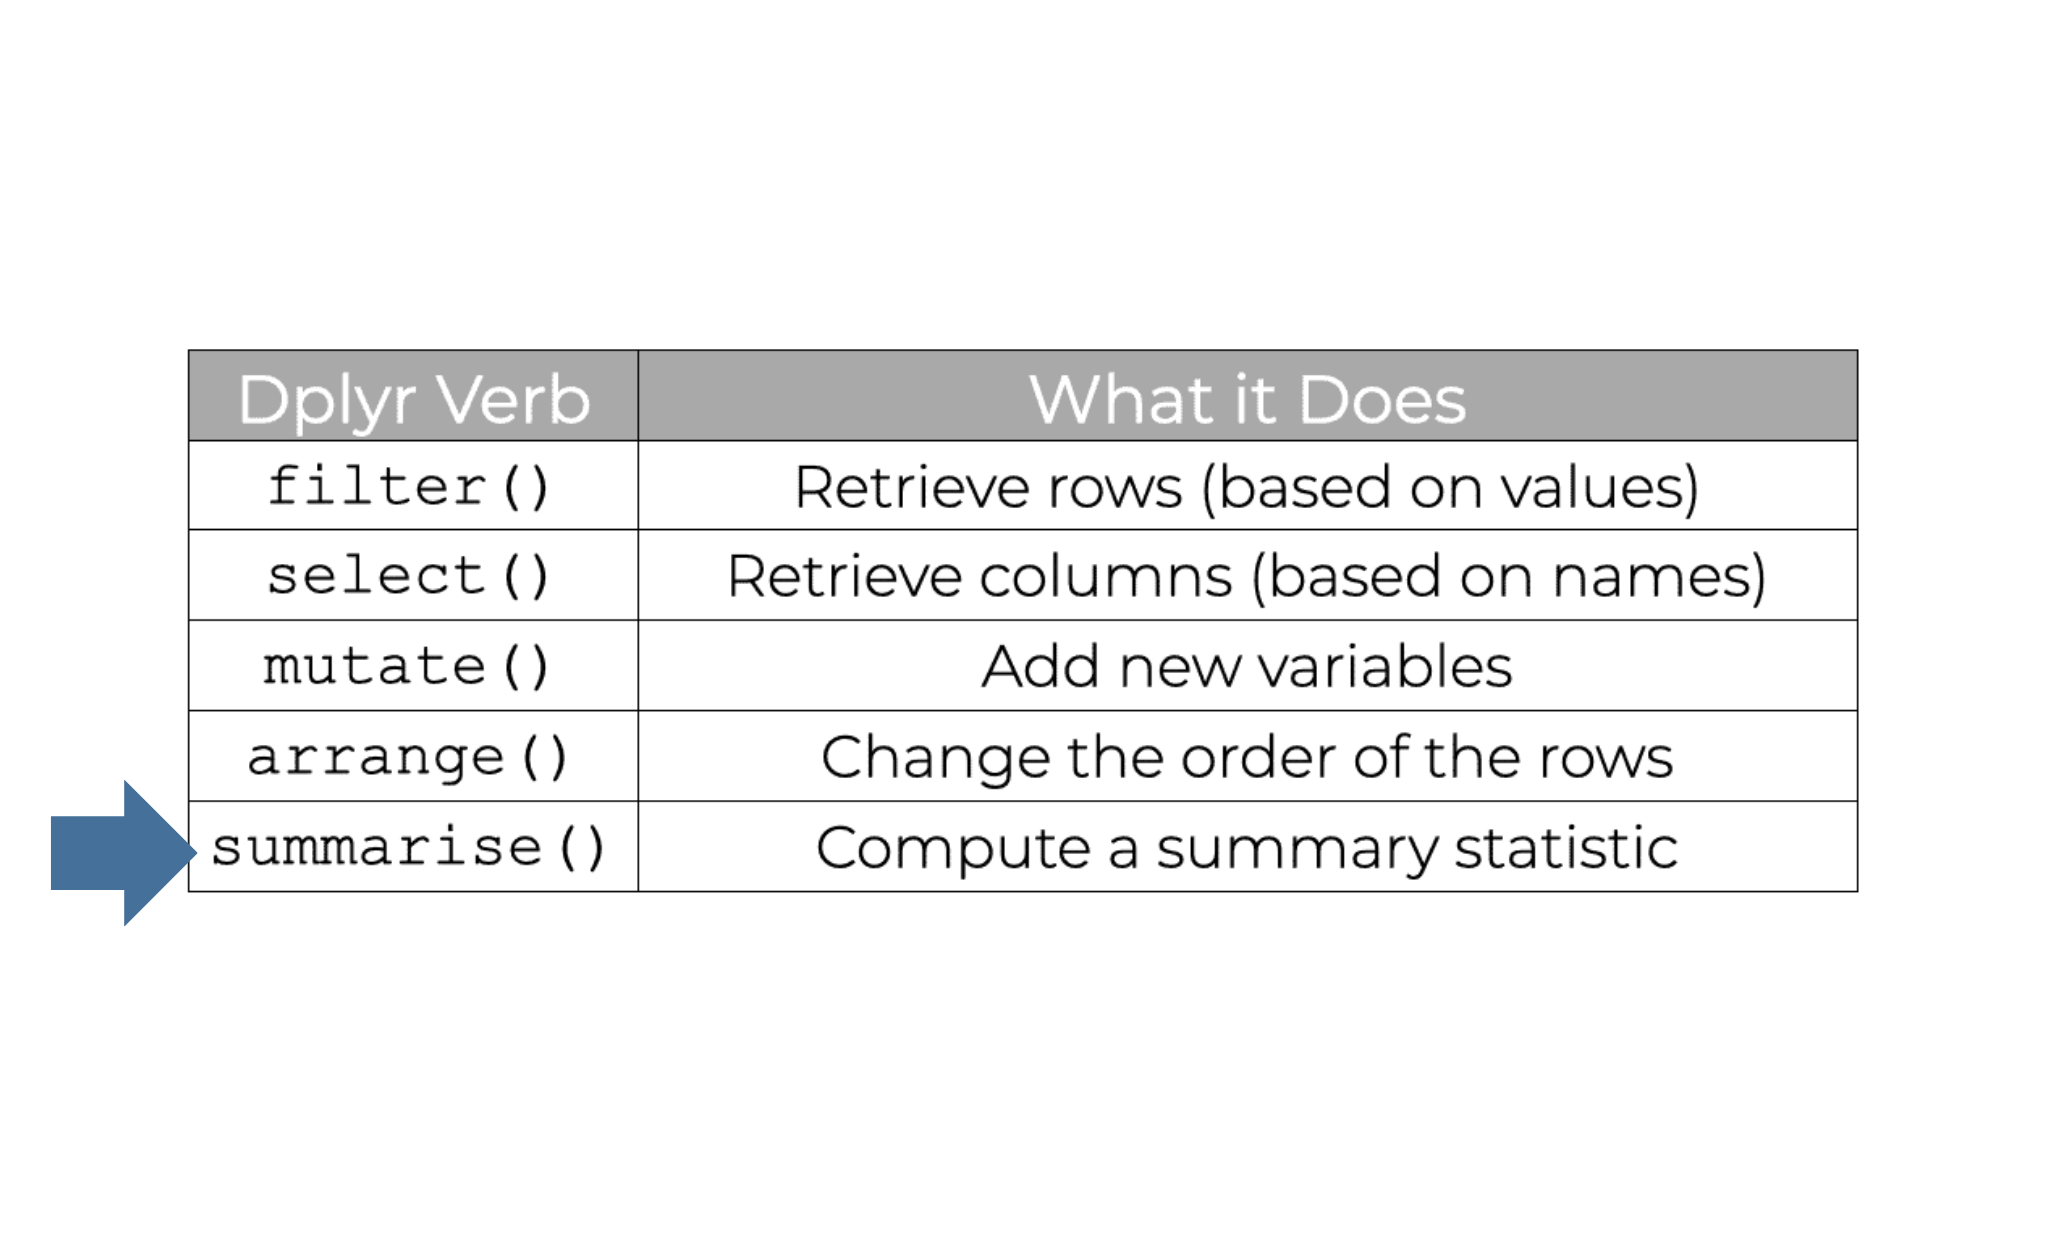 Dplyr Verb What it Does
filter() Retrieve rows (based on values)
select() Retrieve columns (based on names)
mutate() Add new variables
arrange() Change the order of the rows
summarise() Compute a summary statistic